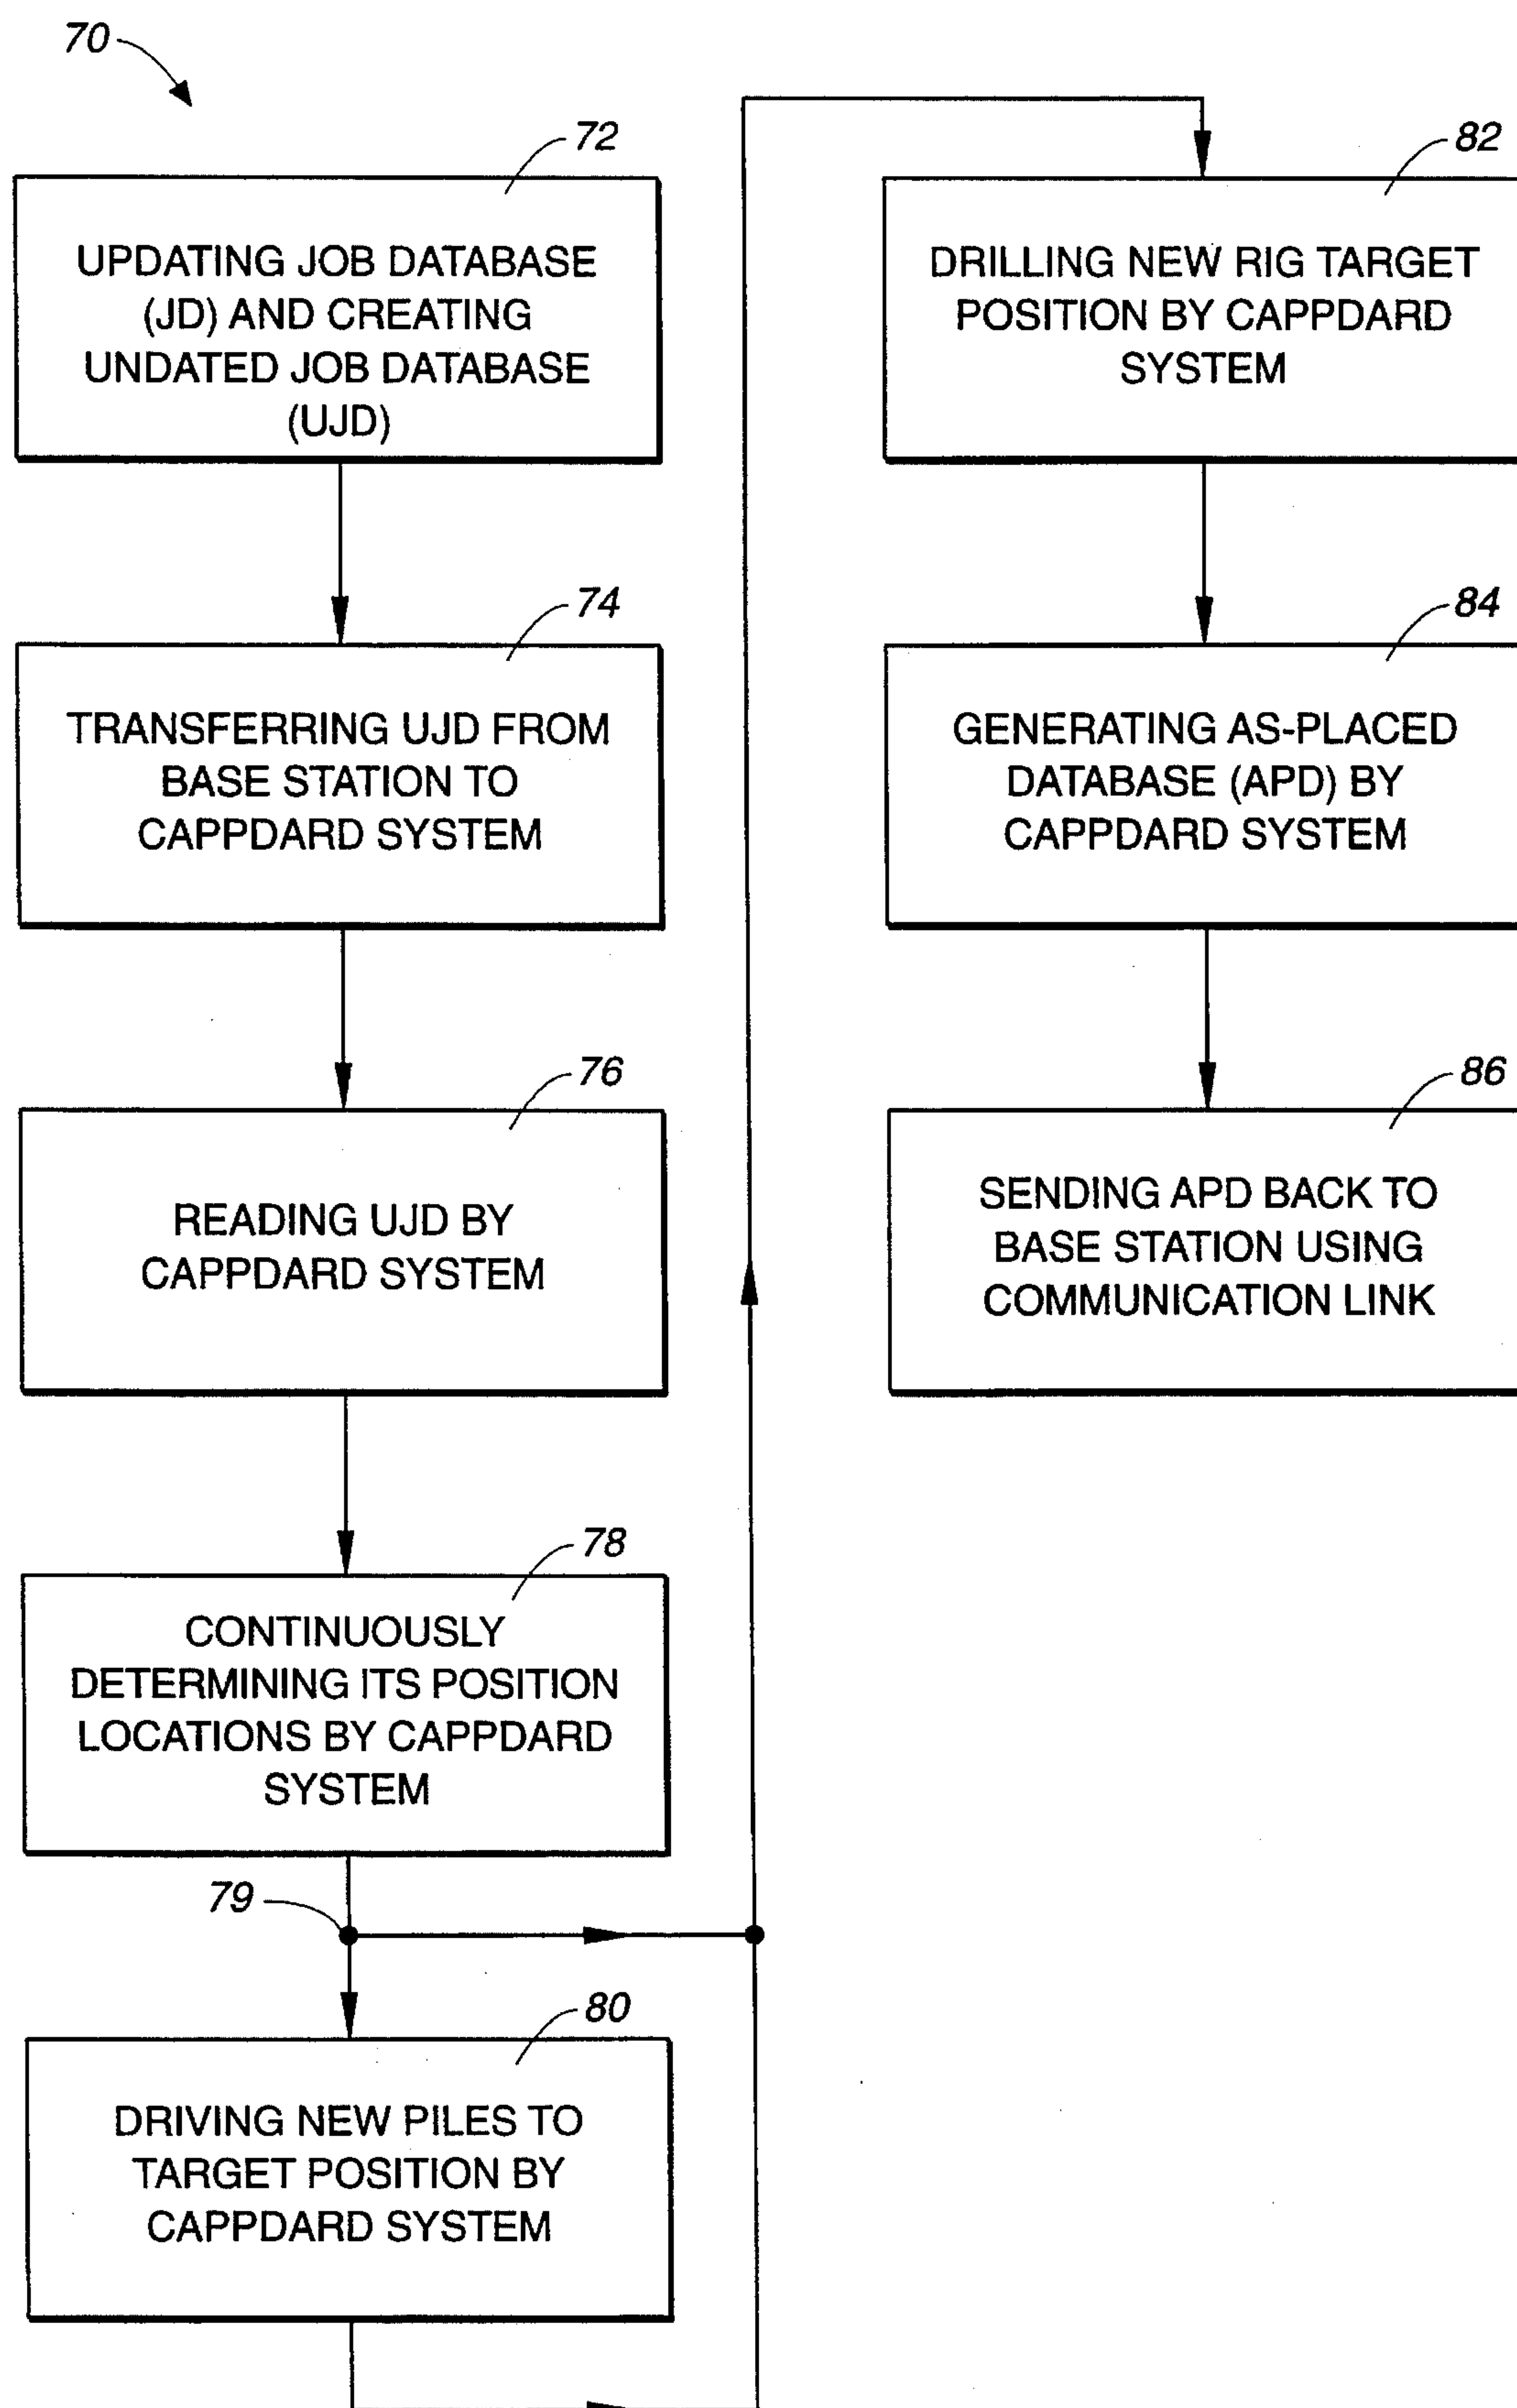 70
72
UPDATING JOB DATABASE
(JD) AND CREATING
UNDATED JOB DATABASE
(UJD)
74
TRANSFERRING UJD FROM
BASE STATION TO
CAPPDARD SYSTEM
76
READING UJD BY
CAPPDARD SYSTEM
78
CONTINUOUSLY
DETERMINING ITS POSITION
LOCATIONS BY CAPPDARD
SYSTEM
79
80
DRIVING NEW PILES TO
TARGET POSITION BY
CAPPDARD SYSTEM
82
DRILLING NEW RIG TARGET
POSITION BY CAPPDARD
SYSTEM
84
GENERATING AS-PLACED
DATABASE (APD) BY
CAPPDARD SYSTEM
86
SENDING APD BACK TO
BASE STATION USING
COMMUNICATION LINK